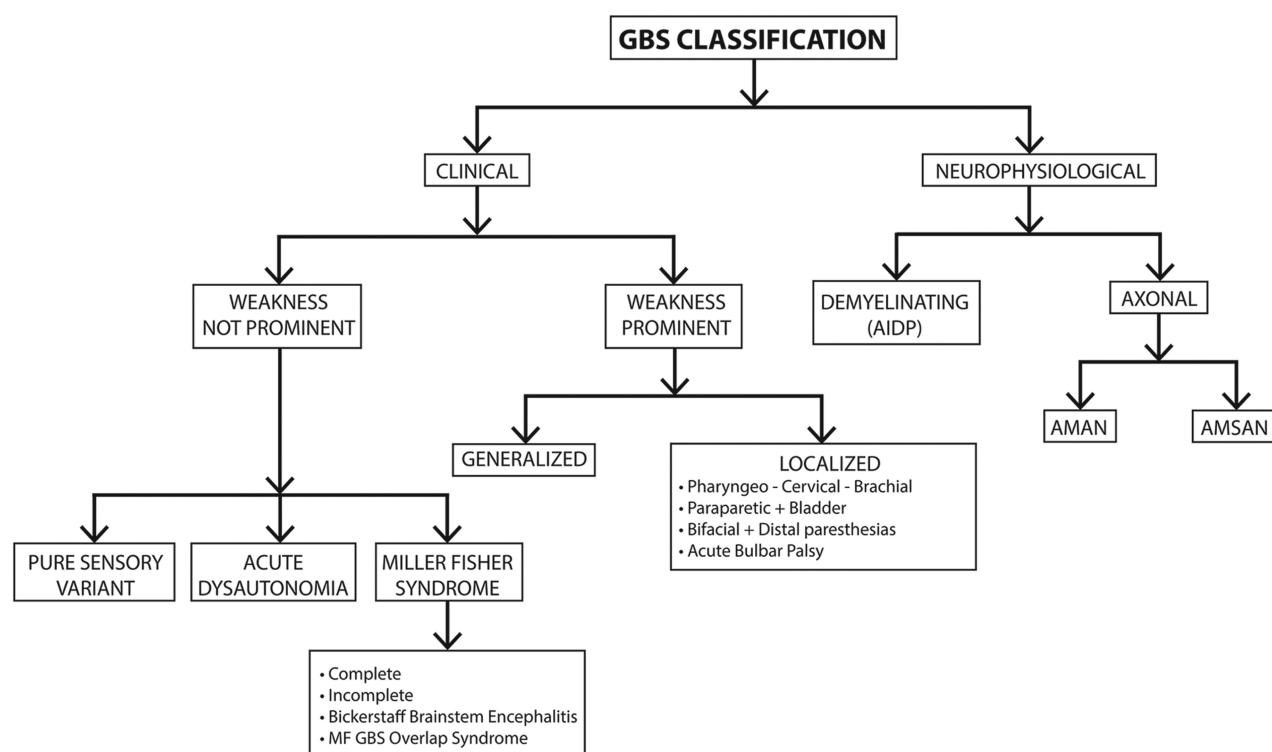 GBS CLASSIFICATION
CLINICAL
NEUROPHYSIOLOGICAL
WEAKNESS
NOT PROMINENT
WEAKNESS
PROMINENT
DEMYELINATING
(AIDP)
AXONAL
AMAN
AMSAN
GENERALIZED
LOCALIZED
• Pharyngeo - Cervical - Brachial
• Paraparetic + Bladder
• Bifacial + Distal paresthesias
• Acute Bulbar Palsy
PURE SENSORY
VARIANT
ACUTE
DYSAUTONOMIA
MILLER FISHER
SYNDROME
• Complete
• Incomplete
• Bickerstaff Brainstem Encephalitis
• MF GBS Overlap Syndrome